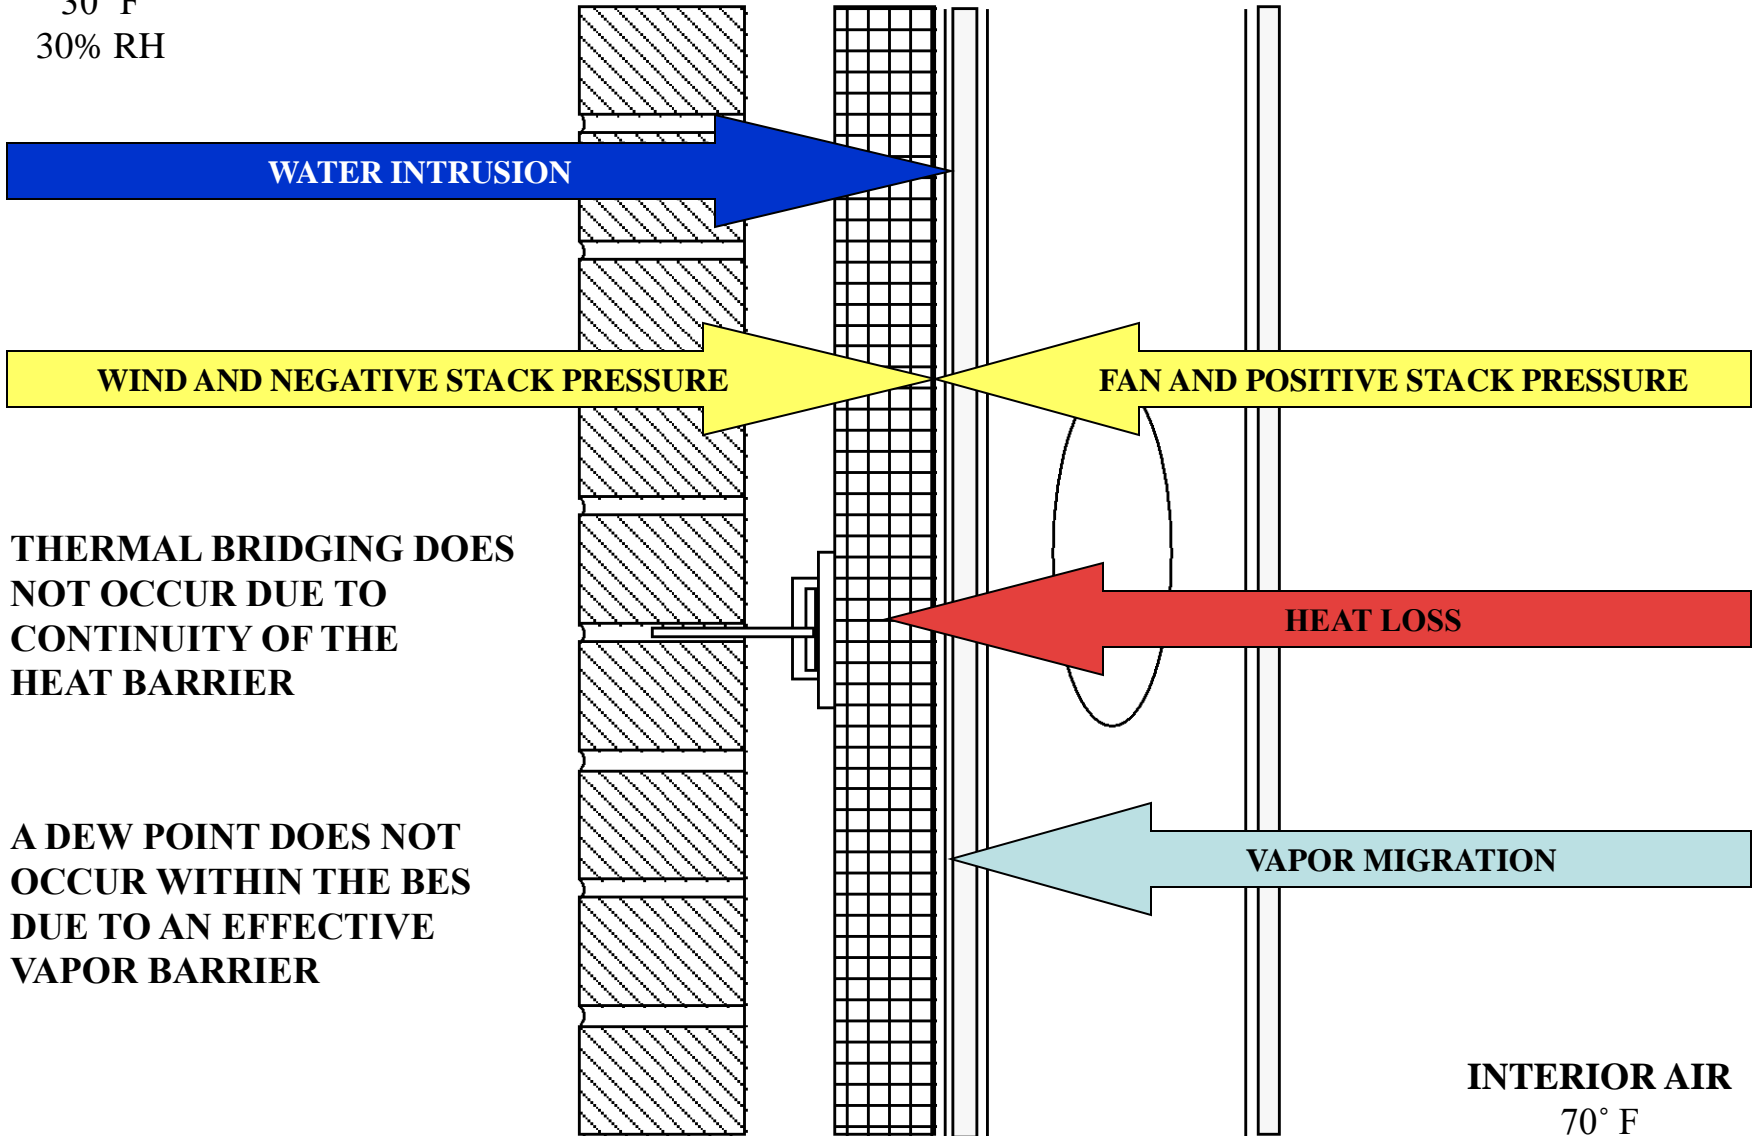 30° F
30% RH
WATER INTRUSION
WIND AND NEGATIVE STACK PRESSURE
FAN AND POSITIVE STACK PRESSURE
THERMAL BRIDGING DOES
NOT OCCUR DUE TO
CONTINUITY OF THE
HEAT BARRIER
HEAT LOSS
A DEW POINT DOES NOT
OCCUR WITHIN THE BES
DUE TO AN EFFECTIVE
VAPOR BARRIER
VAPOR MIGRATION
INTERIOR AIR
70° F